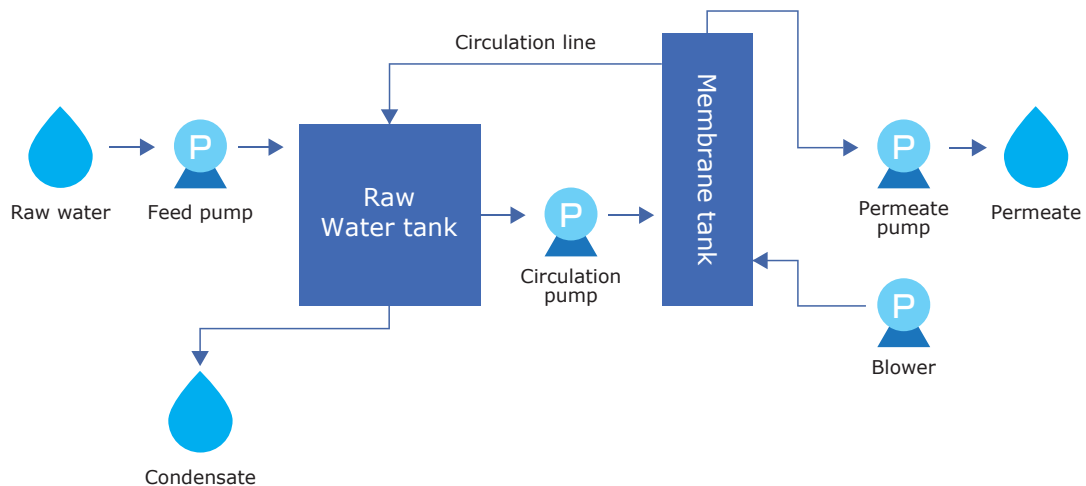 Circulation line
Raw water
P
Feed pump
Raw
Water tank
P
Circulation
pump
Membrane tank
P
Permeate
pump
Permeate
P
Blower
Condensate